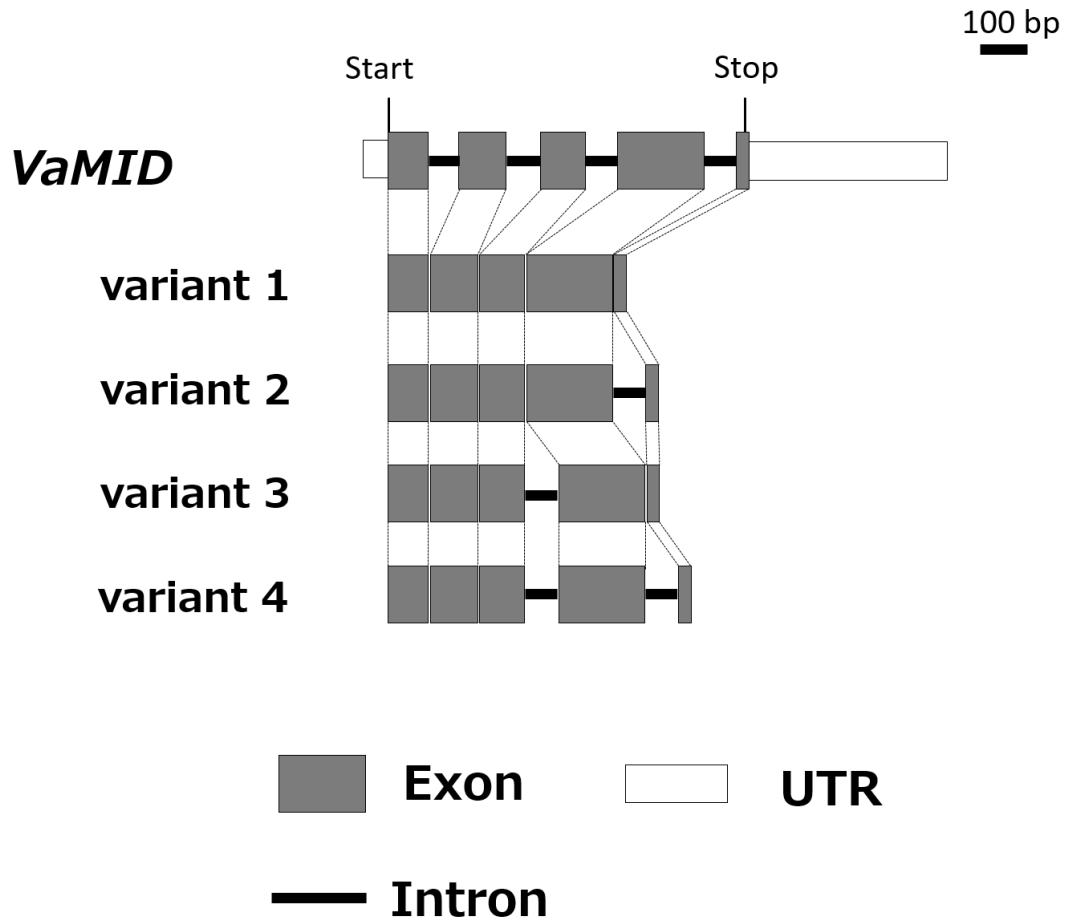 100 bp
Start
Stop
VaMID
variant 1
variant 2
variant 3
variant 4
Exon
UTR
Intron